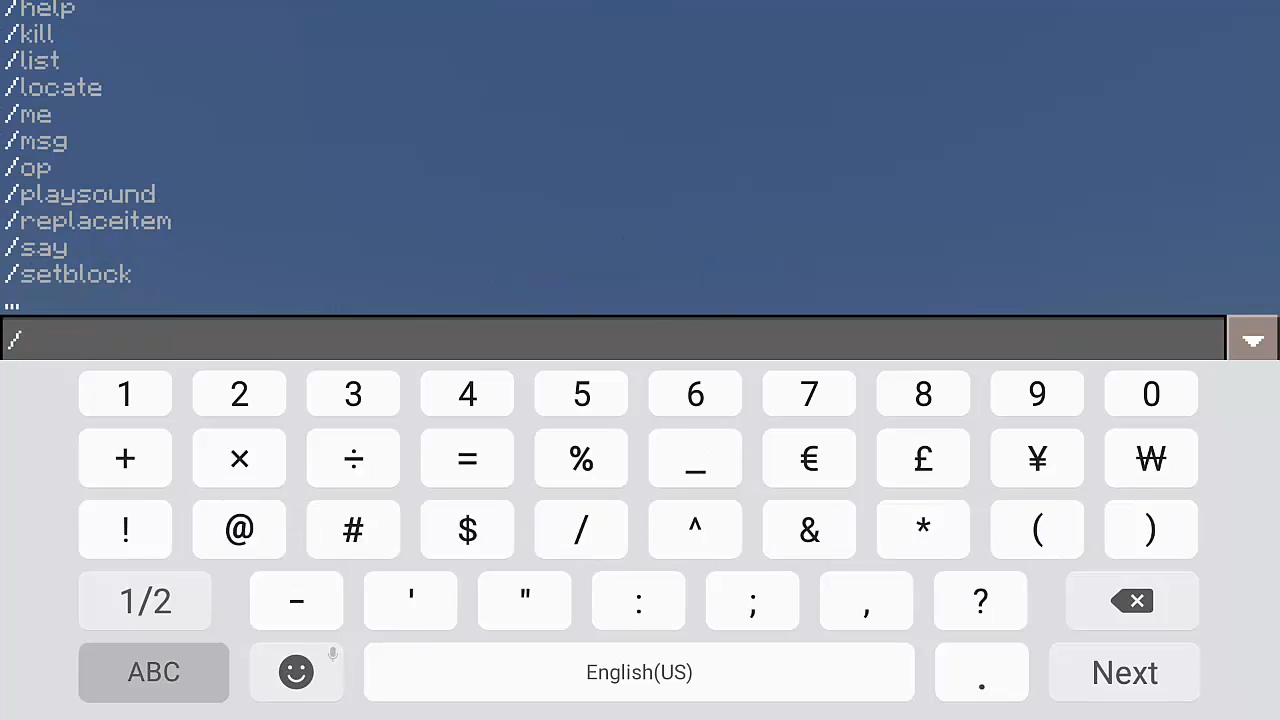 /help
/kill
/list
/locate
/me
/msg
/op
/playsound
/replaceitem
/say
/setblock
...
/
1 2 3 4 5 6 7 8 9 0
+ × ÷ = % _ € £ ¥ ₩
! @ # $ / ^ & * ( )
1/2 - ' " : ; , ?
ABC English(US) . Next